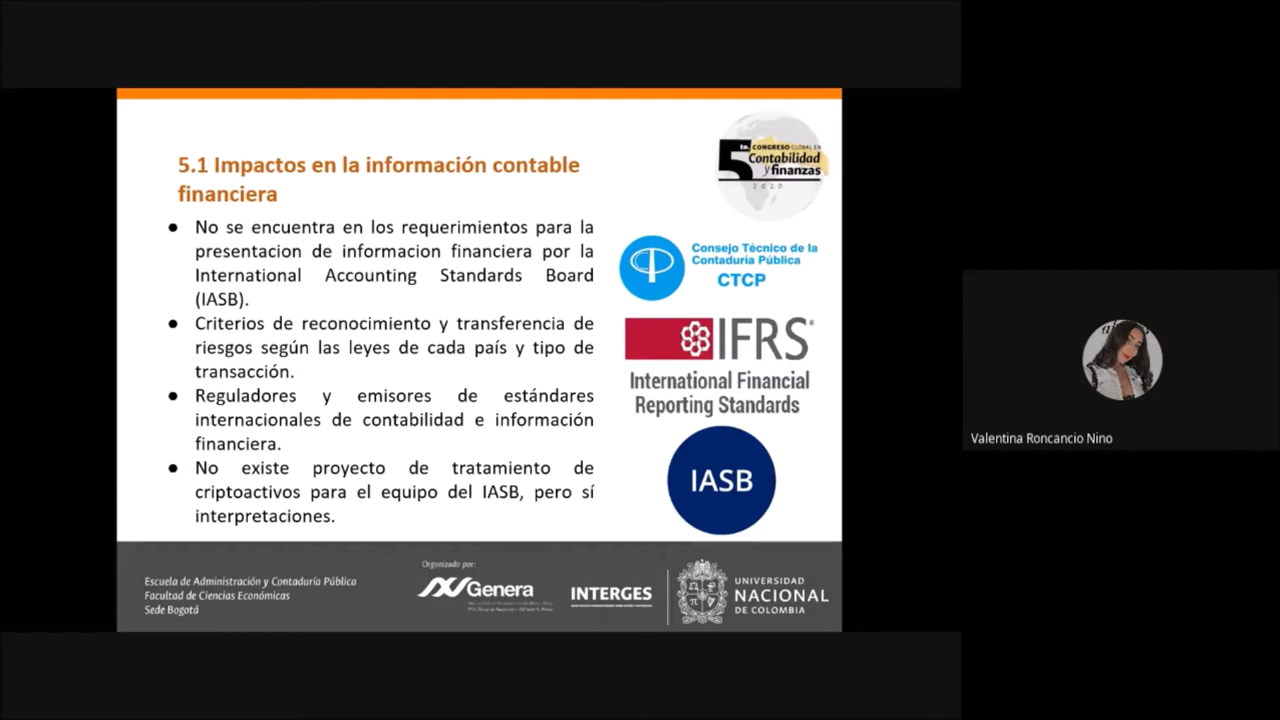 5.1 Impactos en la información contable
financiera
● No se encuentra en los requerimientos para la
presentacion de informacion financiera por la
International Accounting Standards Board
(IASB).
● Criterios de reconocimiento y transferencia de
riesgos según las leyes de cada país y tipo de
transacción.
● Reguladores y emisores de estándares
internacionales de contabilidad e información
financiera.
● No existe proyecto de tratamiento de
criptoactivos para el equipo del IASB, pero sí
interpretaciones.
5to. CONGRESO GLOBAL EN
Contabilidad
y finanzas
2020
Consejo Técnico de la
Contaduría Pública
CTCP
IFRS®
International Financial
Reporting Standards
IASB
Escuela de Administración y Contaduría Pública
Facultad de Ciencias Económicas
Sede Bogotá
Organizado por:
Genera
INTERGES
UNIVERSIDAD
NACIONAL
DE COLOMBIA
Valentina Roncancio Nino